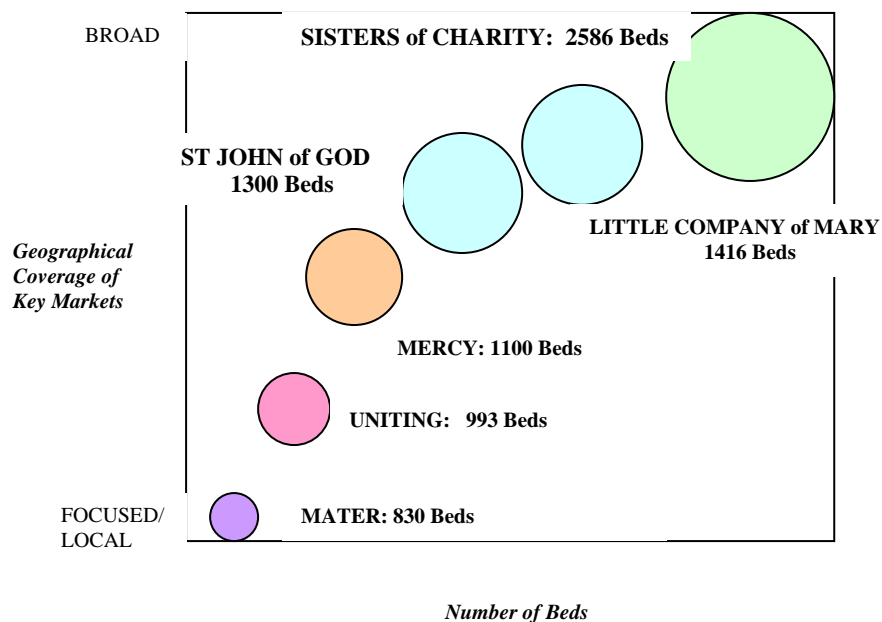 BROAD
SISTERS of CHARITY: 2586 Beds
ST JOHN of GOD
1300 Beds
LITTLE COMPANY of MARY
1416 Beds
Geographical
Coverage of
Key Markets
MERCY: 1100 Beds
UNITING: 993 Beds
FOCUSED/
LOCAL
MATER: 830 Beds
Number of Beds